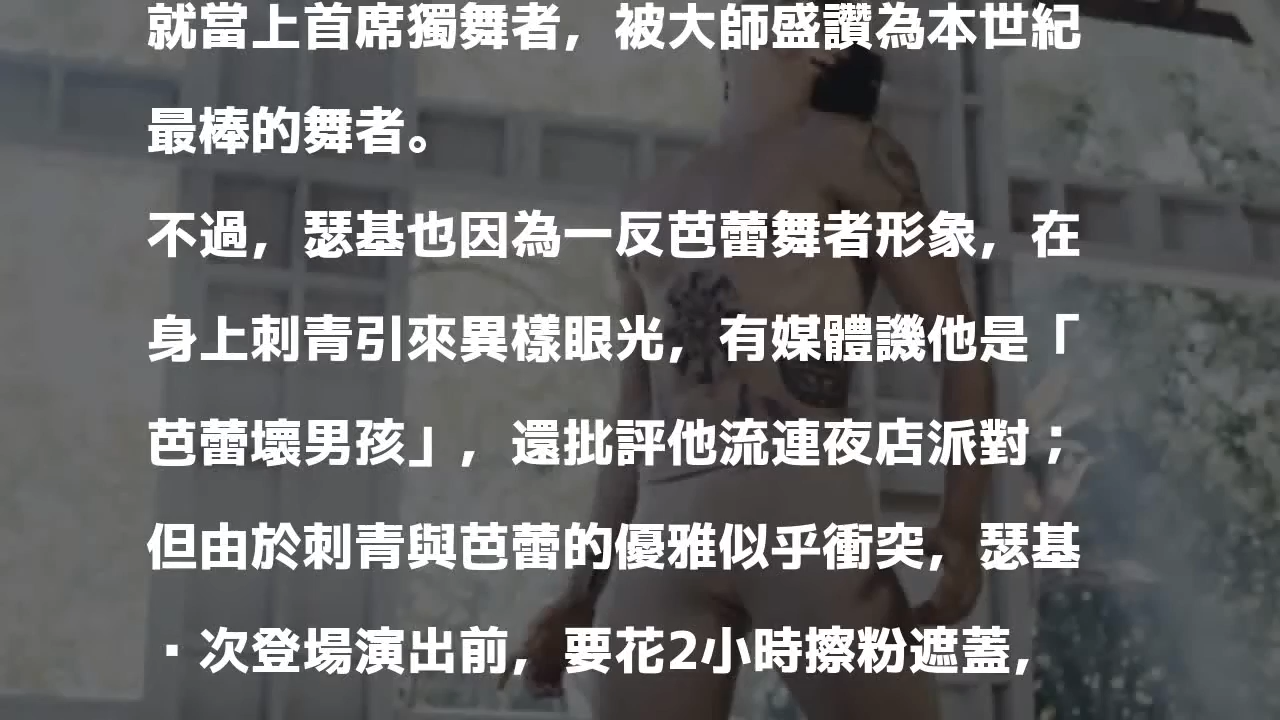 就當上首席獨舞者，被大師盛讚為本世紀
最棒的舞者。
不過，瑟基也因為一反芭蕾舞者形象，在
身上刺青引來異樣眼光，有媒體譏他是「
芭蕾壞男孩」，還批評他流連夜店派對；
但由於刺青與芭蕾的優雅似乎衝突，瑟基
▪次登場演出前，要花2小時擦粉遮蓋，